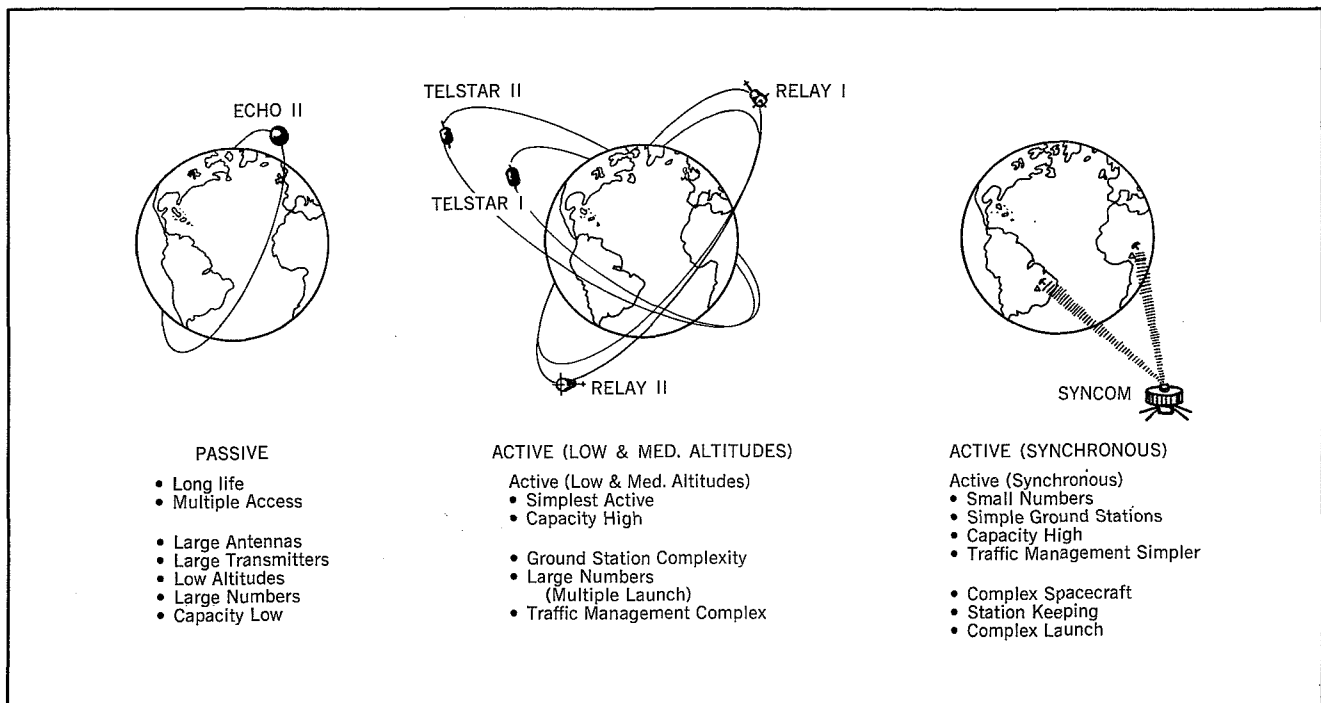 ECHO II
PASSIVE
• Long life
• Multiple Access
• Large Antennas
• Large Transmitters
• Low Altitudes
• Large Numbers
• Capacity Low
TELSTAR II
RELAY I
TELSTAR I
RELAY II
ACTIVE (LOW & MED. ALTITUDES)
Active (Low & Med. Altitudes)
• Simplest Active
• Capacity High
• Ground Station Complexity
• Large Numbers
(Multiple Launch)
• Traffic Management Complex
SYNCOM
ACTIVE (SYNCHRONOUS)
Active (Synchronous)
• Small Numbers
• Simple Ground Stations
• Capacity High
• Traffic Management Simpler
• Complex Spacecraft
• Station Keeping
• Complex Launch